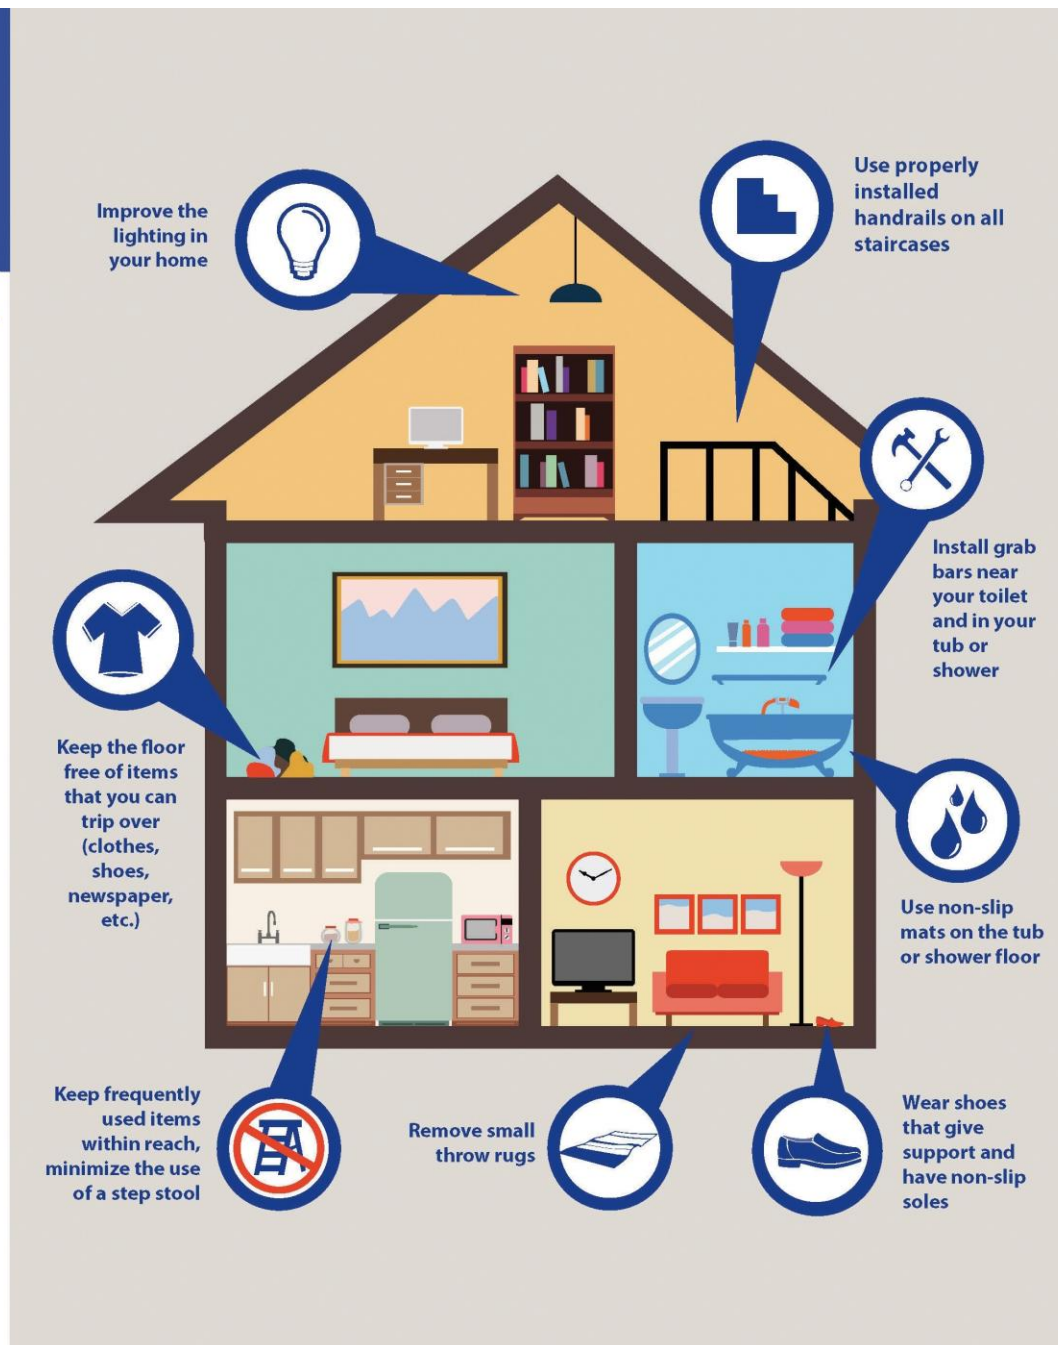 Improve the
lighting in
your home
Use properly
installed
handrails on all
staircases
Install grab
bars near
your toilet
and in your
tub or
shower
Keep the floor
free of items
that you can
trip over
(clothes,
shoes,
newspaper,
etc.)
Use non-slip
mats on the tub
or shower floor
Keep frequently
used items
within reach,
minimize the use
of a step stool
Remove small
throw rugs
Wear shoes
that give
support and
have non-slip
soles